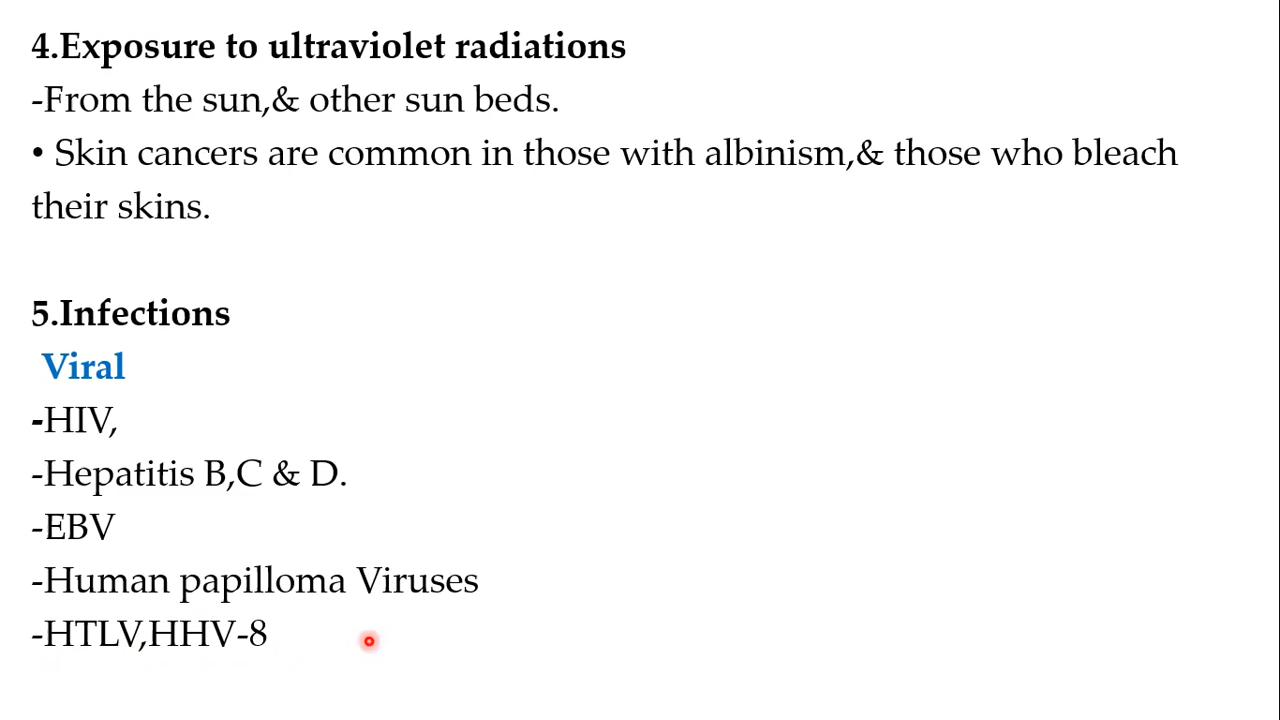 4.Exposure to ultraviolet radiations
-From the sun,& other sun beds.
• Skin cancers are common in those with albinism,& those who bleach
their skins.
5.Infections
Viral
-HIV,
-Hepatitis B,C & D.
-EBV
-Human papilloma Viruses
-HTLV,HHV-8